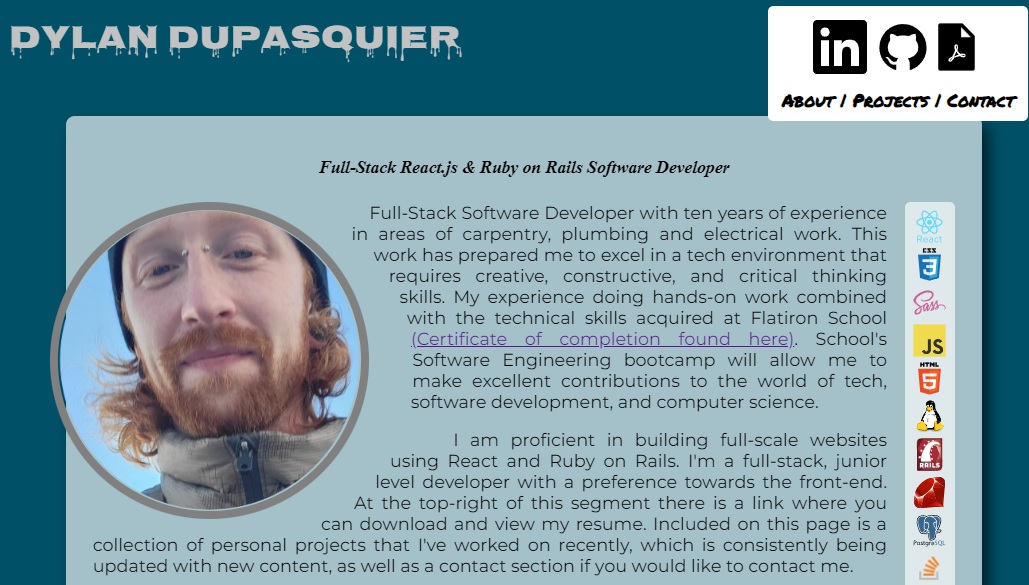 DYLAN DUPASQUIER
in
About | Projects | Contact
Full-Stack React.js & Ruby on Rails Software Developer
Full-Stack Software Developer with ten years of experience
in areas of carpentry, plumbing and electrical work. This
work has prepared me to excel in a tech environment that
requires creative, constructive, and critical thinking
skills. My experience doing hands-on work combined
with the technical skills acquired at Flatiron School
(Certificate of completion found here). School's
Software Engineering bootcamp will allow me to
make excellent contributions to the world of tech,
software development, and computer science.
I am proficient in building full-scale websites
using React and Ruby on Rails. I'm a full-stack, junior
level developer with a preference towards the front-end.
At the top-right of this segment there is a link where you
can download and view my resume. Included on this page is a
collection of personal projects that I've worked on recently, which is consistently being
updated with new content, as well as a contact section if you would like to contact me.
React
CSS
3
Sass
JS
HTML
5
RAILS
PostgreSQL